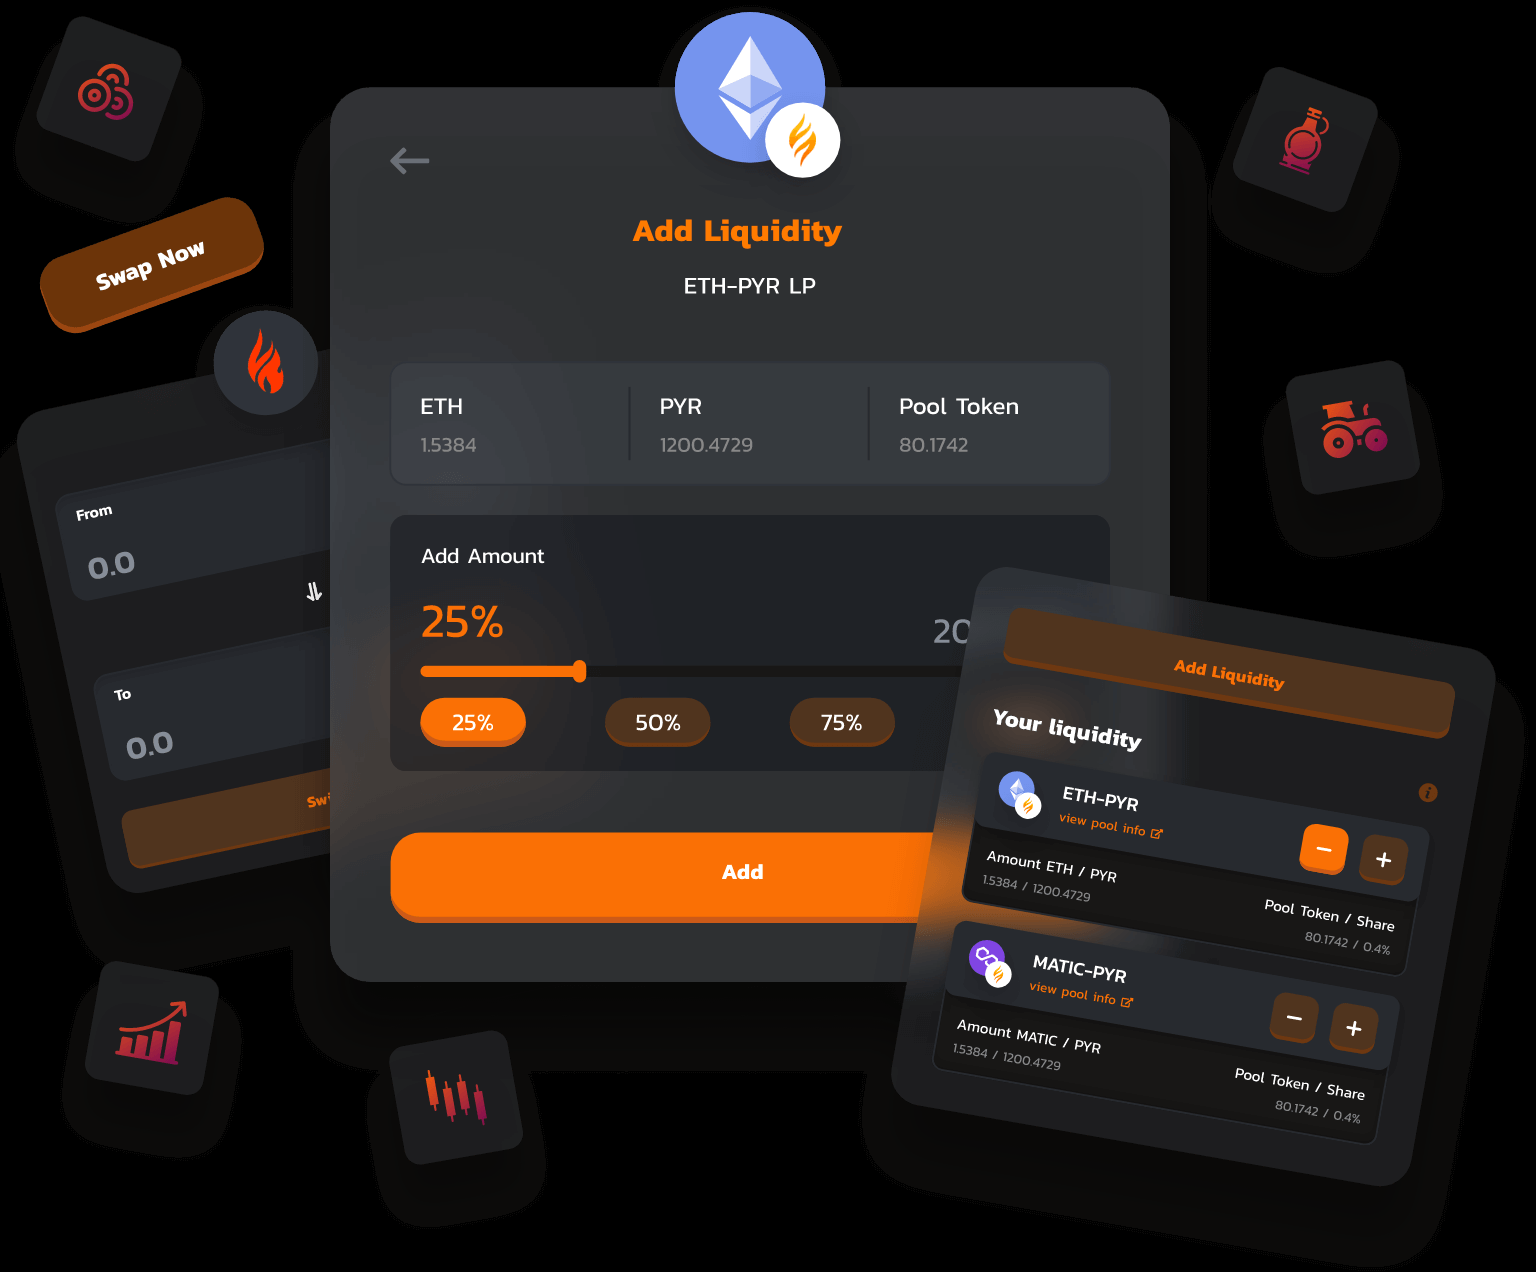 Swap Now
From
0.0
To
0.0
Add Liquidity
ETH-PYR LP
ETH
PYR
Pool Token
1.5384
1200.4729
80.1742
Add Amount
25%
25%
50%
75%
Add
Add Liquidity
Your liquidity
ETH-PYR
view pool info
Amount ETH / PYR
1.5384 / 1200.4729
Pool Token / Share
80.1742 / 0.4%
MATIC-PYR
view pool info
Amount MATIC / PYR
1.5384 / 1200.4729
Pool Token / Share
80.1742 / 0.4%